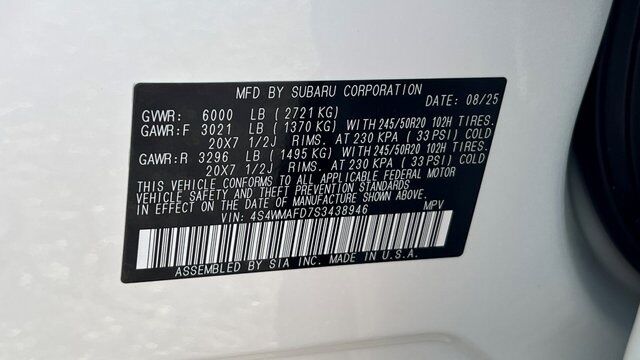 MFD BY SUBARU CORPORATION
DATE: 08/25
GVWR: 6000 LB (2721 KG)
GAWR:F 3021 LB (1370 KG) WITH 245/50R20 102H TIRES.
20X7 1/2J RIMS. AT 230 KPA (33 PSI) COLD
GAWR:R 3296 LB (1495 KG) WITH 245/50R20 102H TIRES.
20X7 1/2J RIMS. AT 230 KPA (33 PSI) COLD
THIS VEHICLE CONFORMS TO ALL APPLICABLE FEDERAL MOTOR
VEHICLE SAFETY AND THEFT PREVENTION STANDARDS
IN EFFECT ON THE DATE OF MANUFACTURE SHOWN ABOVE.
VIN: 4S4WMAFD7S3438946 MPV
ASSEMBLED BY SIA INC. MADE IN U.S.A.